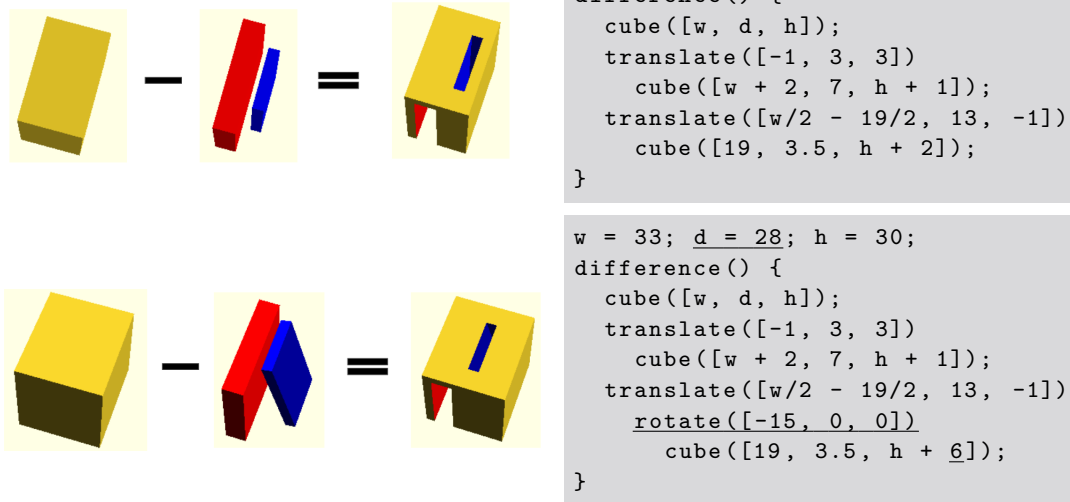 difference() {
  cube([w, d, h]);
  translate([-1, 3, 3])
    cube([w + 2, 7, h + 1]);
  translate([w/2 - 19/2, 13, -1])
    cube([19, 3.5, h + 2]);
}
w = 33; d = 28; h = 30;
difference() {
  cube([w, d, h]);
  translate([-1, 3, 3])
    cube([w + 2, 7, h + 1]);
  translate([w/2 - 19/2, 13, -1])
    rotate([-15, 0, 0])
      cube([19, 3.5, h + 6]);
}